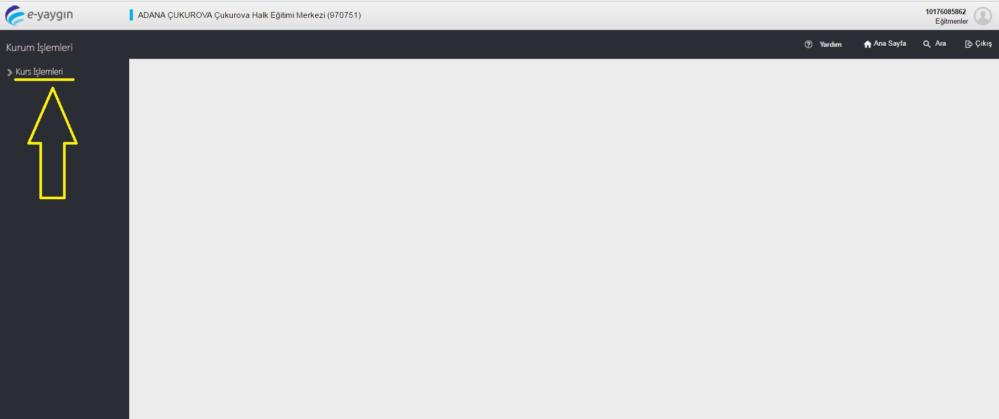 e-yaygın
ADANA ÇUKUROVA Çukurova Halk Eğitimi Merkezi (970751)
10176085862
Eğitmenler
Kurum İşlemleri
Yardım
Ana Sayfa
Ara
Çıkış
Kurs İşlemleri